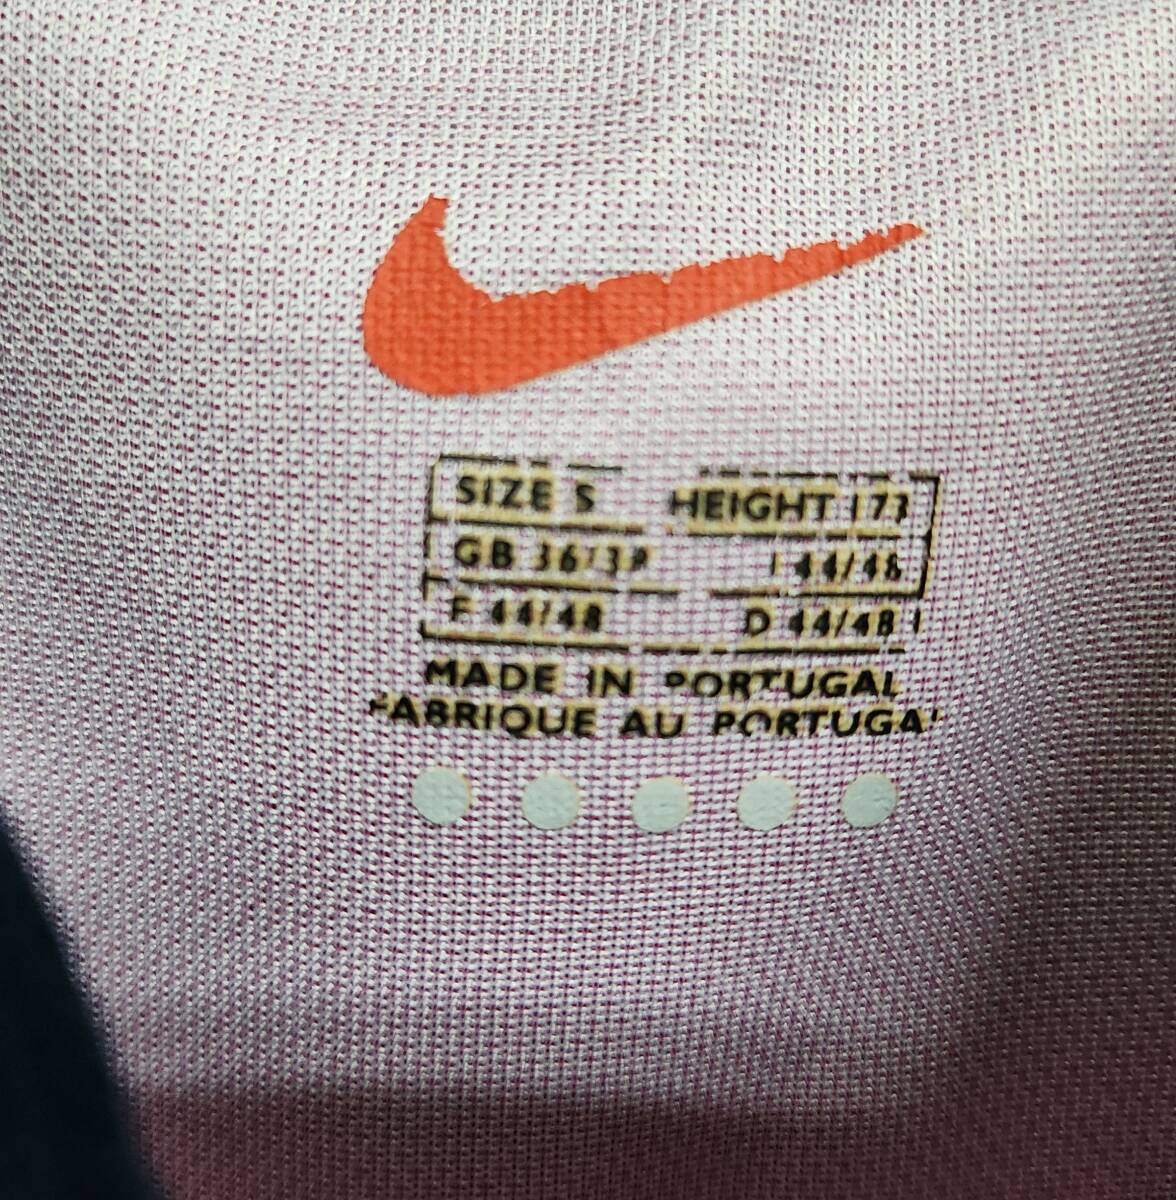 SIZE S HEIGHT 173
GB 36/38 I 44/48
F 44/48 D 44/48
MADE IN PORTUGAL
FABRIQUE AU PORTUGAL